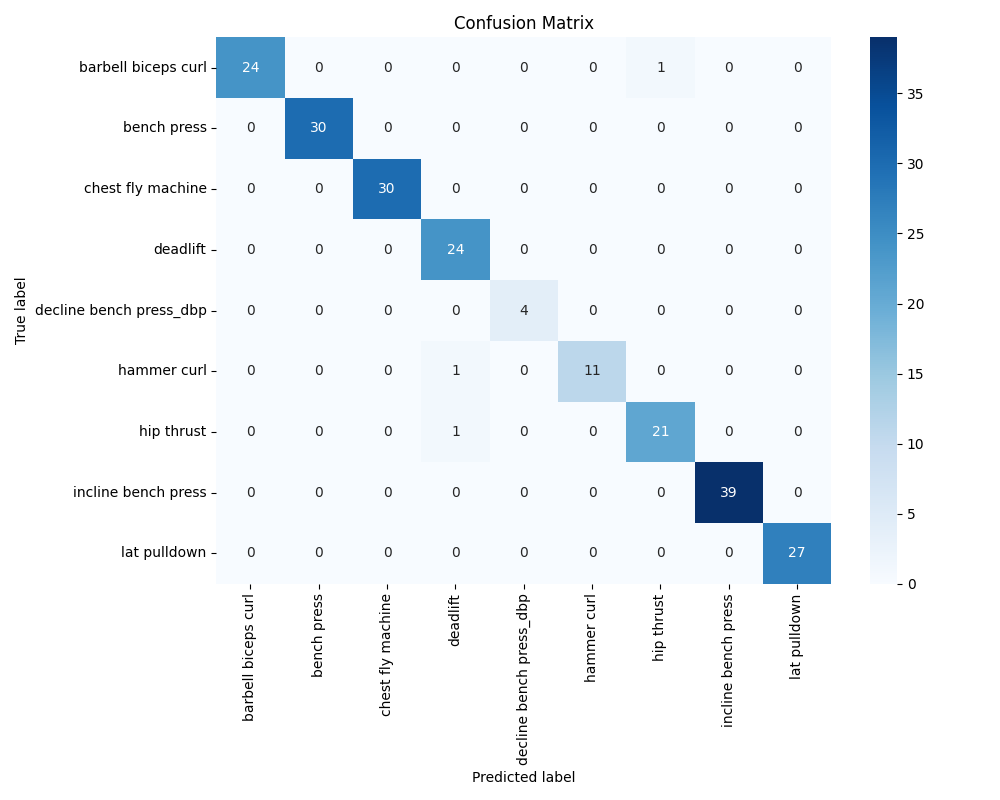 Confusion Matrix
True label
barbell biceps curl 24 0 0 0 0 0 1 0 0
bench press 0 30 0 0 0 0 0 0 0
chest fly machine 0 0 30 0 0 0 0 0 0
deadlift 0 0 0 24 0 0 0 0 0
decline bench press_dbp 0 0 0 0 4 0 0 0 0
hammer curl 0 0 0 1 0 11 0 0 0
hip thrust 0 0 0 1 0 0 21 0 0
incline bench press 0 0 0 0 0 0 0 39 0
lat pulldown 0 0 0 0 0 0 0 0 27
barbell biceps curl
bench press
chest fly machine
deadlift
decline bench press_dbp
hammer curl
hip thrust
incline bench press
lat pulldown
Predicted label
35
30
25
20
15
10
5
0